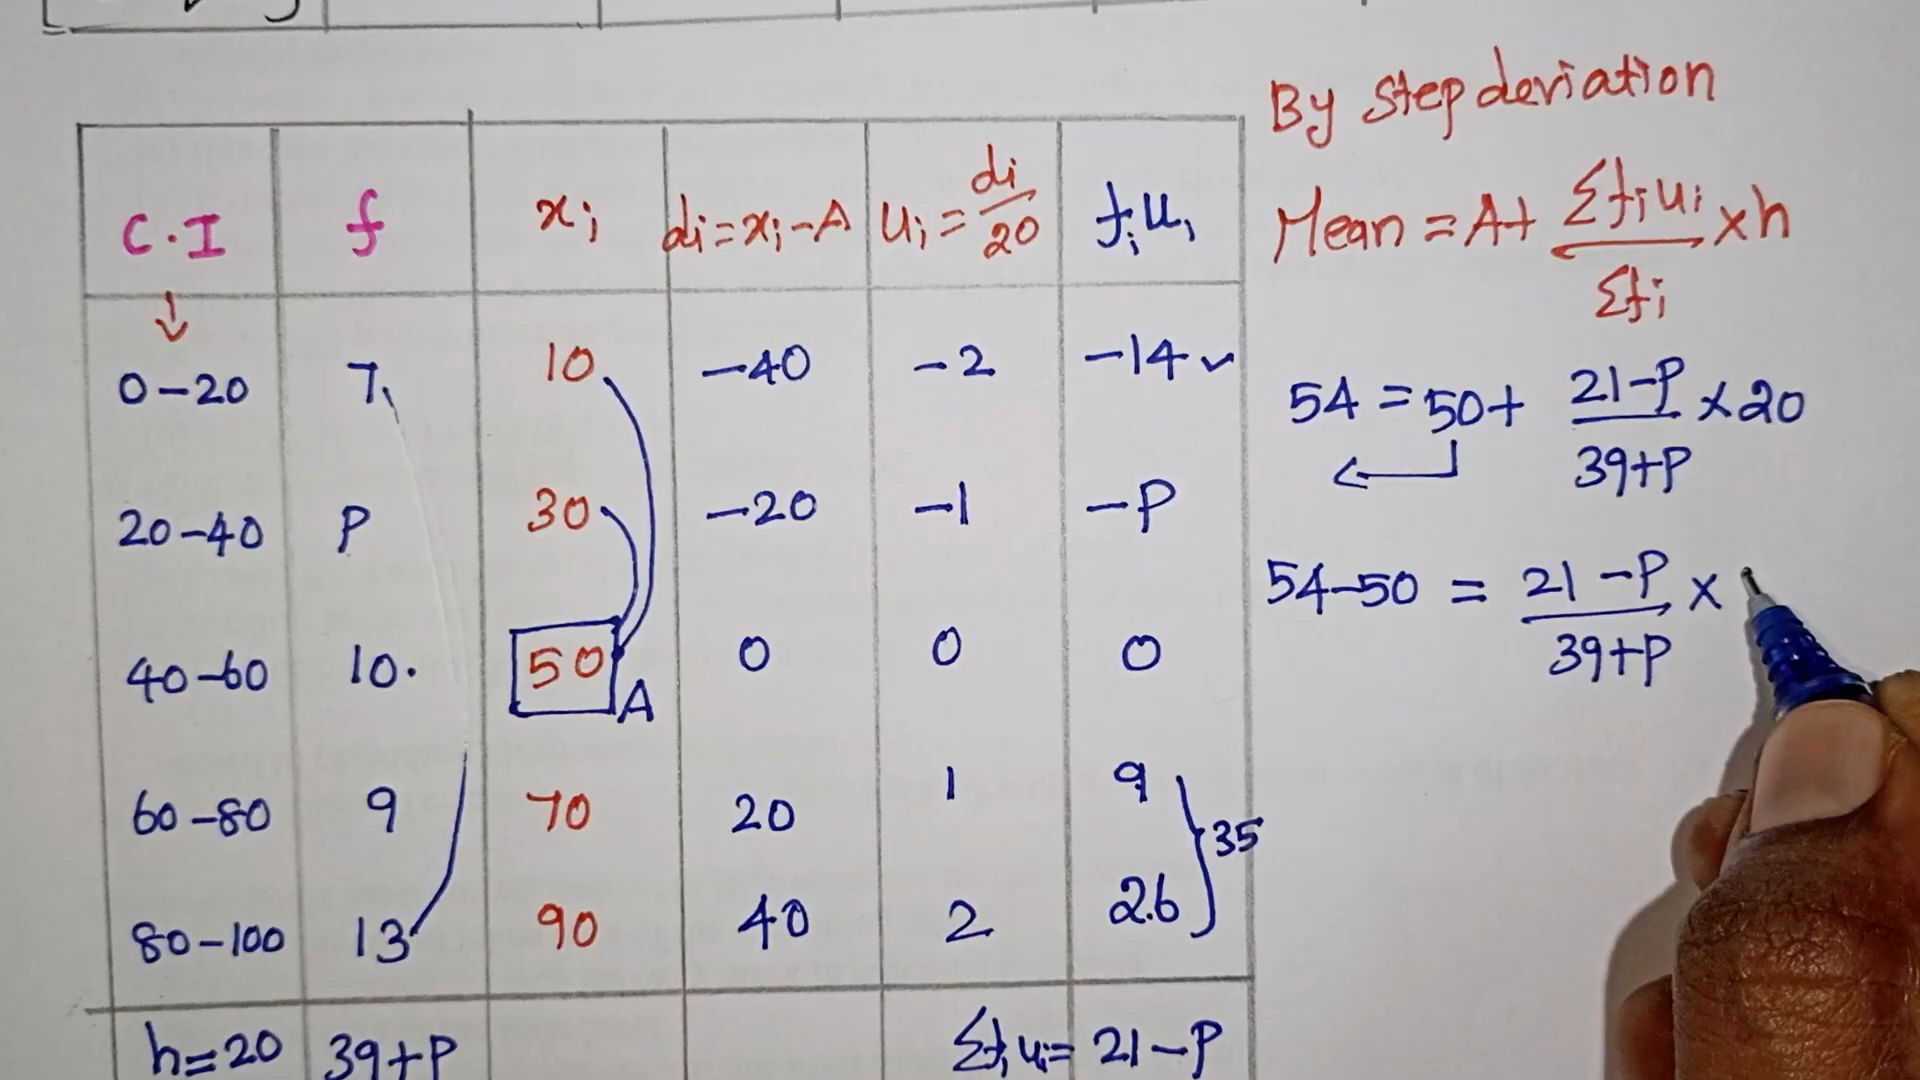 By Step deviation
C.I f xi di=xi-A ui=di/20 fiui
Mean = A+ Σfiui/Σfi ×h
0-20 7 10 -40 -2 -14
54 = 50+ 21-P/39+P ×20
20-40 P 30 -20 -1 -P
54-50 = 21-P/39+P ×
40-60 10 50 A 0 0 0
60-80 9 70 20 1 9
35
80-100 13 90 40 2 26
h=20 39+P Σfiui= 21-P